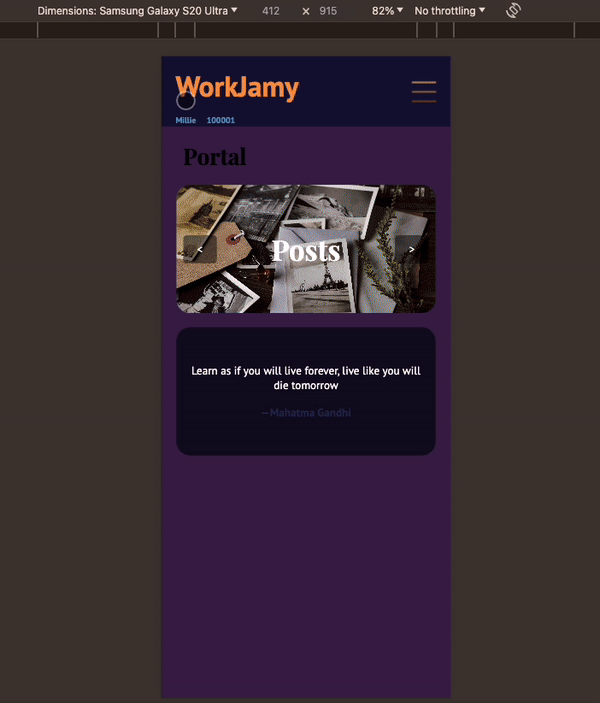 Dimensions: Samsung Galaxy S20 Ultra ▼ 412 × 915 82% ▼ No throttling ▼
WorkJamy
Millie 100001
Portal
< Posts >
Learn as if you will live forever, live like you will
die tomorrow
—Mahatma Gandhi